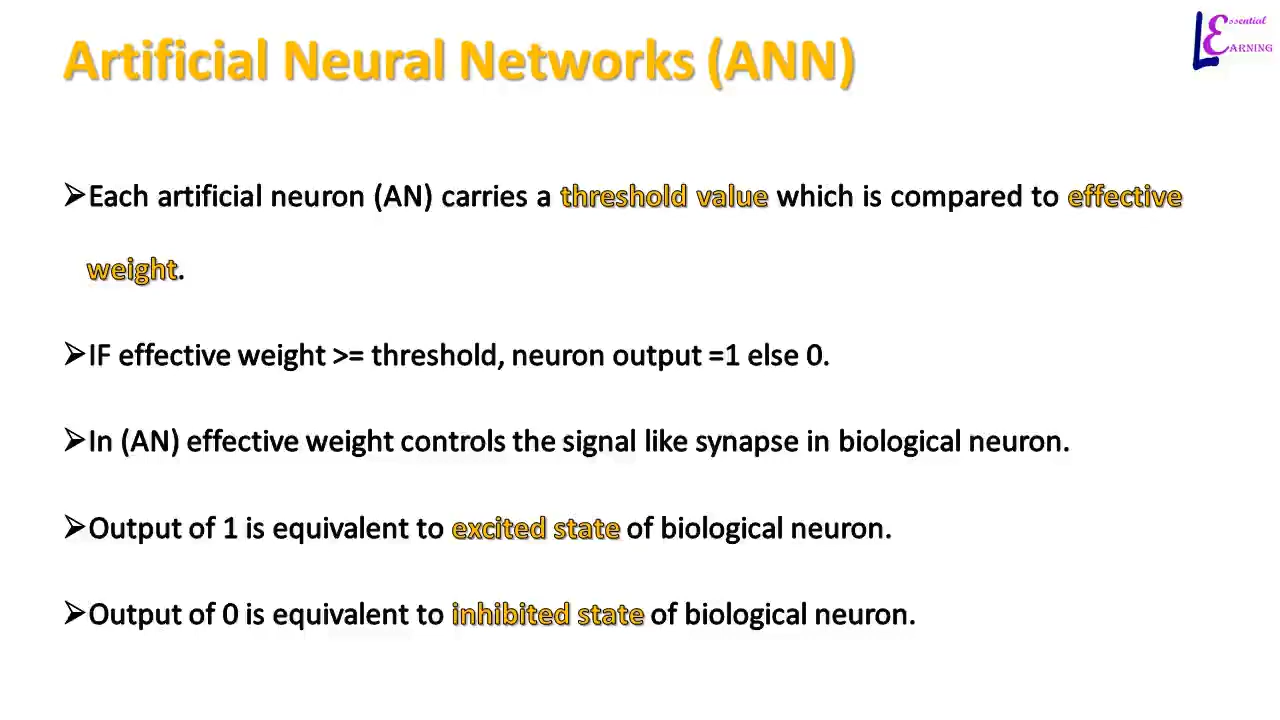 Artificial Neural Networks (ANN)
Essential
LEARNING
➢Each artificial neuron (AN) carries a threshold value which is compared to effective
weight.
➢IF effective weight >= threshold, neuron output =1 else 0.
➢In (AN) effective weight controls the signal like synapse in biological neuron.
➢Output of 1 is equivalent to excited state of biological neuron.
➢Output of 0 is equivalent to inhibited state of biological neuron.